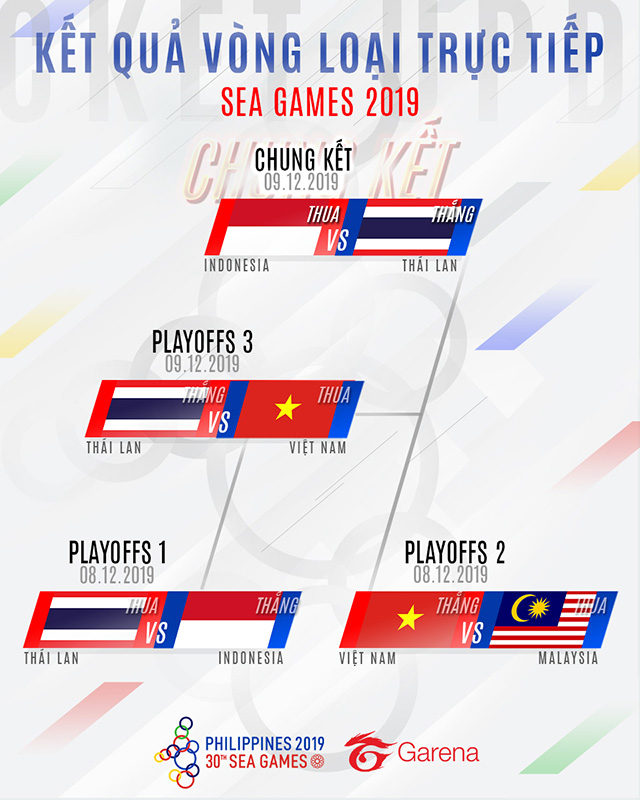 KẾT QUẢ VÒNG LOẠI TRỰC TIẾP
SEA GAMES 2019
CHUNG KẾT
CHUNG KẾT
09.12.2019
THUA
VS
THẮNG
INDONESIA
THÁI LAN
PLAYOFFS 3
09.12.2019
THẮNG
VS
THUA
THÁI LAN
VIỆT NAM
PLAYOFFS 1
08.12.2019
THUA
VS
THẮNG
THÁI LAN
INDONESIA
PLAYOFFS 2
08.12.2019
THẮNG
VS
THUA
VIỆT NAM
MALAYSIA
PHILIPPINES 2019
30TH SEA GAMES
Garena